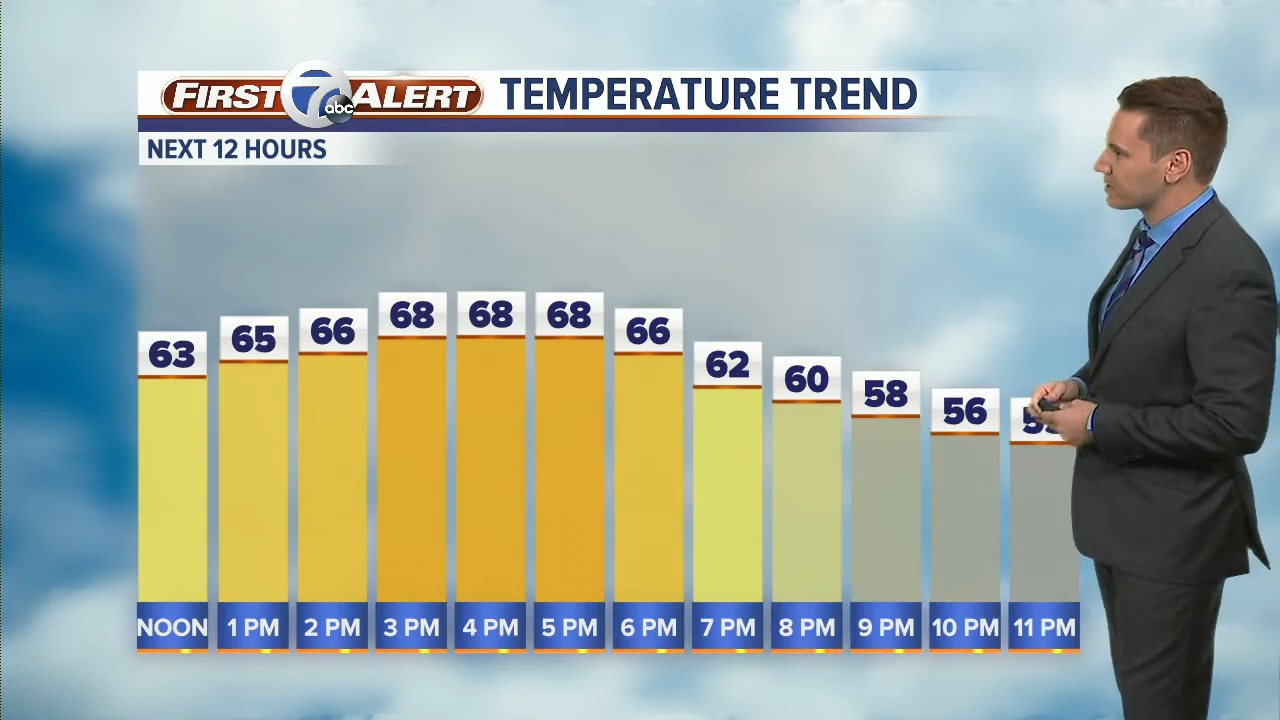 FIRST 7 abc ALERT TEMPERATURE TREND
NEXT 12 HOURS
63 65 66 68 68 68 66 62 60 58 56
NOON 1 PM 2 PM 3 PM 4 PM 5 PM 6 PM 7 PM 8 PM 9 PM 10 PM 11 PM